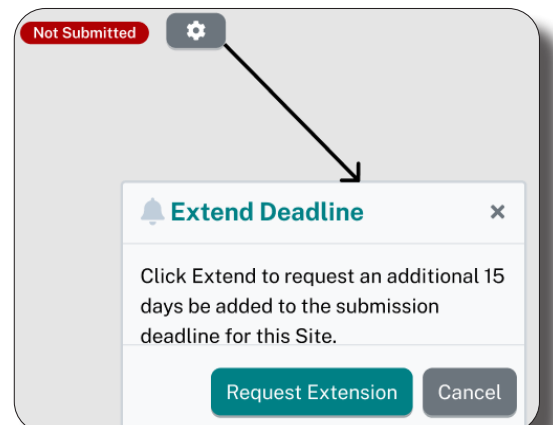 Not Submitted
Extend Deadline ×
Click Extend to request an additional 15
days be added to the submission
deadline for this Site.
Request Extension Cancel